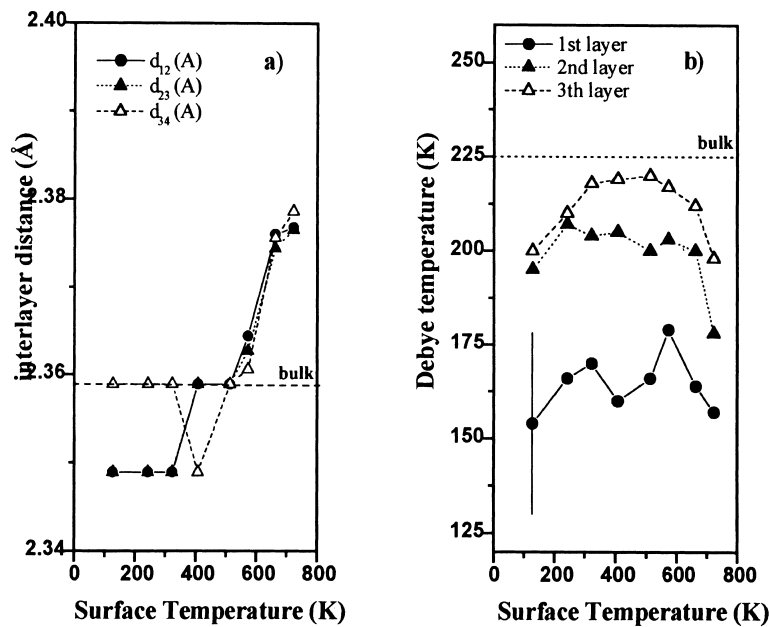 a)
d12 (A)
d23 (A)
d34 (A)
interlayer distance (Å)
2.40
2.38
2.36
2.34
bulk
0 200 400 600 800
Surface Temperature (K)
b)
1st layer
2nd layer
3th layer
Debye temperature (K)
250
225
200
175
150
125
bulk
0 200 400 600 800
Surface Temperature (K)